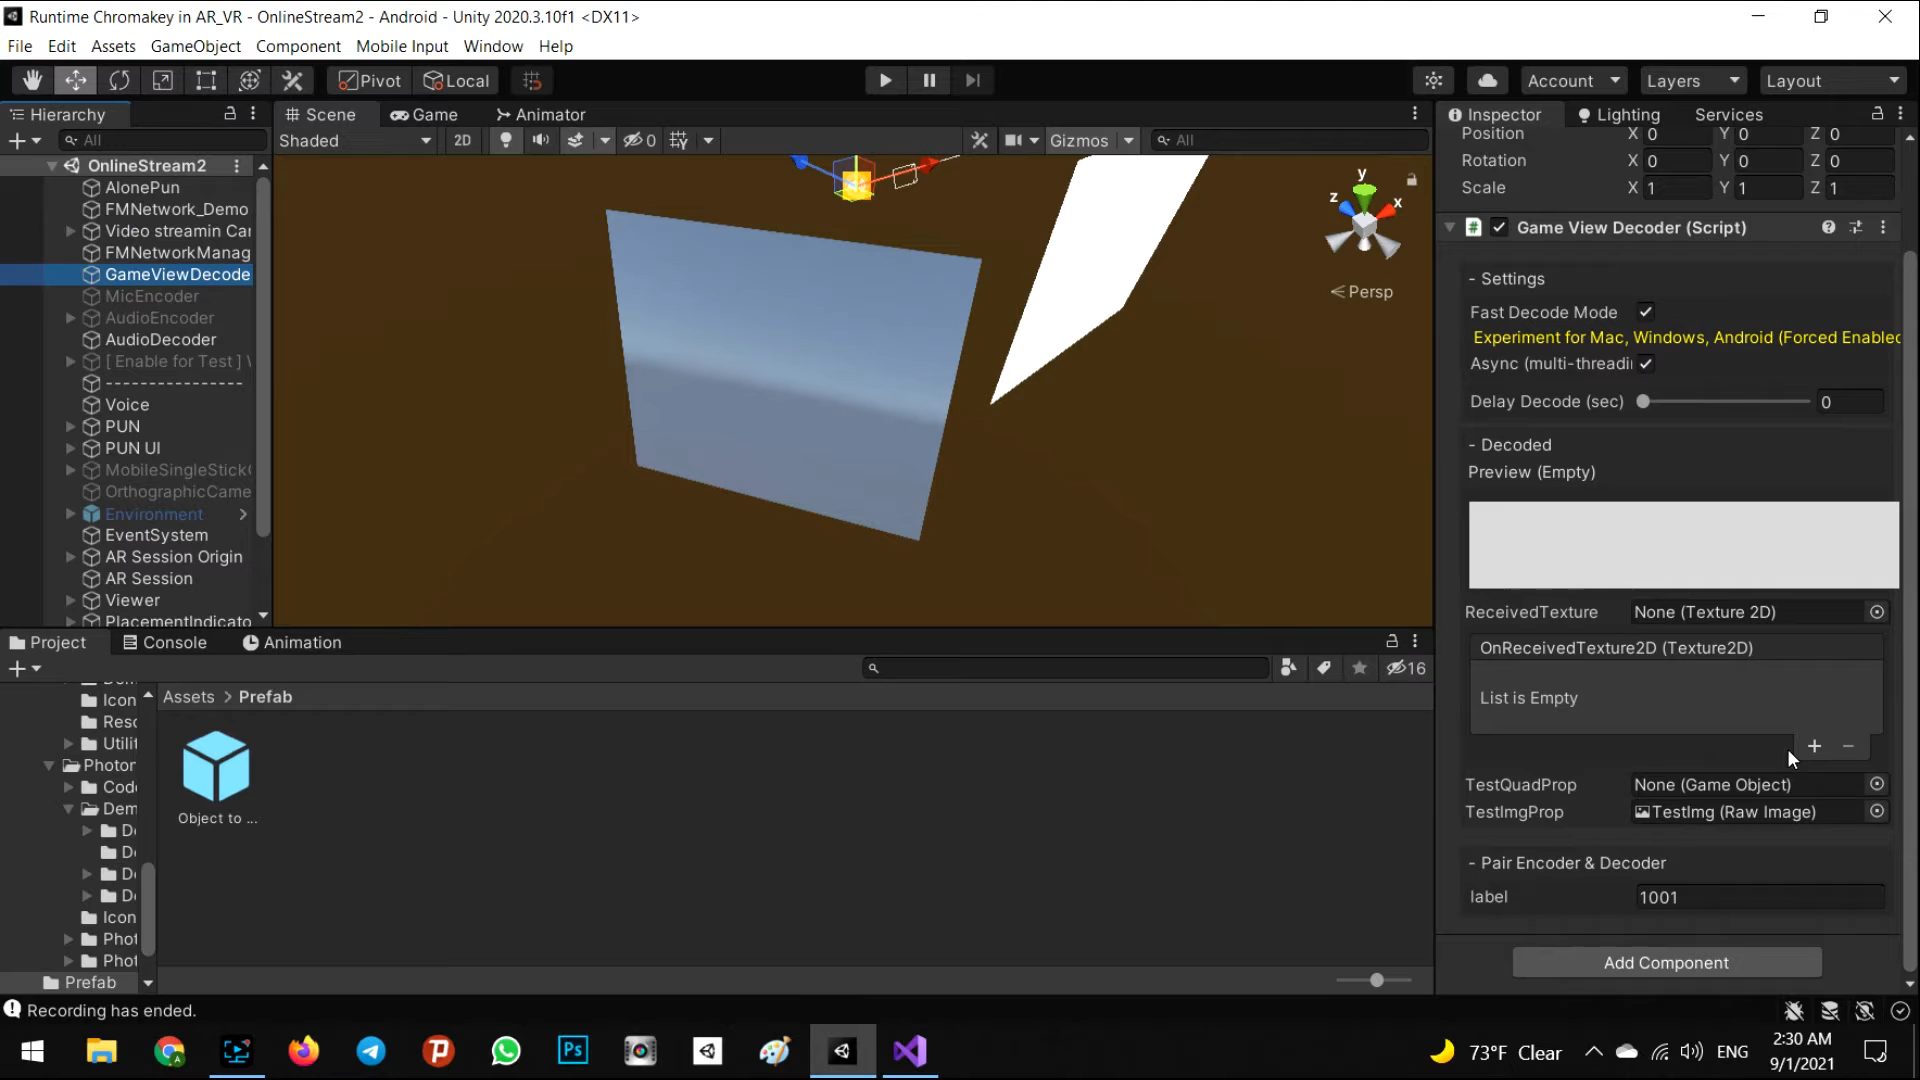 Runtime Chromakey in AR_VR - OnlineStream2 - Android - Unity 2020.3.10f1 <DX11>
File Edit Assets GameObject Component Mobile Input Window Help
Pivot Local Account Layers Layout
Hierarchy
All
OnlineStream2
AlonePun
FMNetwork_Demo
Video streamin Car
FMNetworkManag
GameViewDecode
MicEncoder
AudioEncoder
AudioDecoder
[ Enable for Test ] V
----------------
Voice
PUN
PUN UI
MobileSingleStick
OrthographicCame
Environment
EventSystem
AR Session Origin
AR Session
Viewer
PlacementIndicato
Scene Game Animator
Shaded 2D 0 Gizmos All
y
z x
Persp
Inspector Lighting Services
Position X 0 Y 0 Z 0
Rotation X 0 Y 0 Z 0
Scale X 1 Y 1 Z 1
# Game View Decoder (Script)
- Settings
Fast Decode Mode
Experiment for Mac, Windows, Android (Forced Enabled
Async (multi-threadi
Delay Decode (sec) 0
- Decoded
Preview (Empty)
ReceivedTexture None (Texture 2D)
OnReceivedTexture2D (Texture2D)
List is Empty
+ −
TestQuadProp None (Game Object)
TestImgProp TestImg (Raw Image)
- Pair Encoder & Decoder
label 1001
Add Component
Project Console Animation
16
Icon
Reso
Utilit
Photor
Code
Dem
De
De
De
De
Icon
Phot
Phot
Prefab
Assets > Prefab
Object to ...
Recording has ended.
Ps
73°F Clear
ENG
2:30 AM
9/1/2021